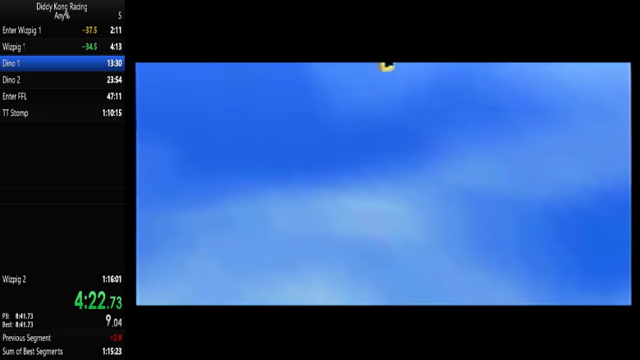 Diddy Kong Racing
Any% 5
Enter Wizpig 1 -37.5 2:11
Wizpig 1 -34.5 4:13
Dino 1 13:30
Dino 2 23:54
Enter FFL 47:11
TT Stomp 1:10:15
Wizpig 2 1:16:01
4:22.73
PB: 8:41.73
Best: 8:41.73
9.04
Previous Segment +2.9
Sum of Best Segments 1:15:23